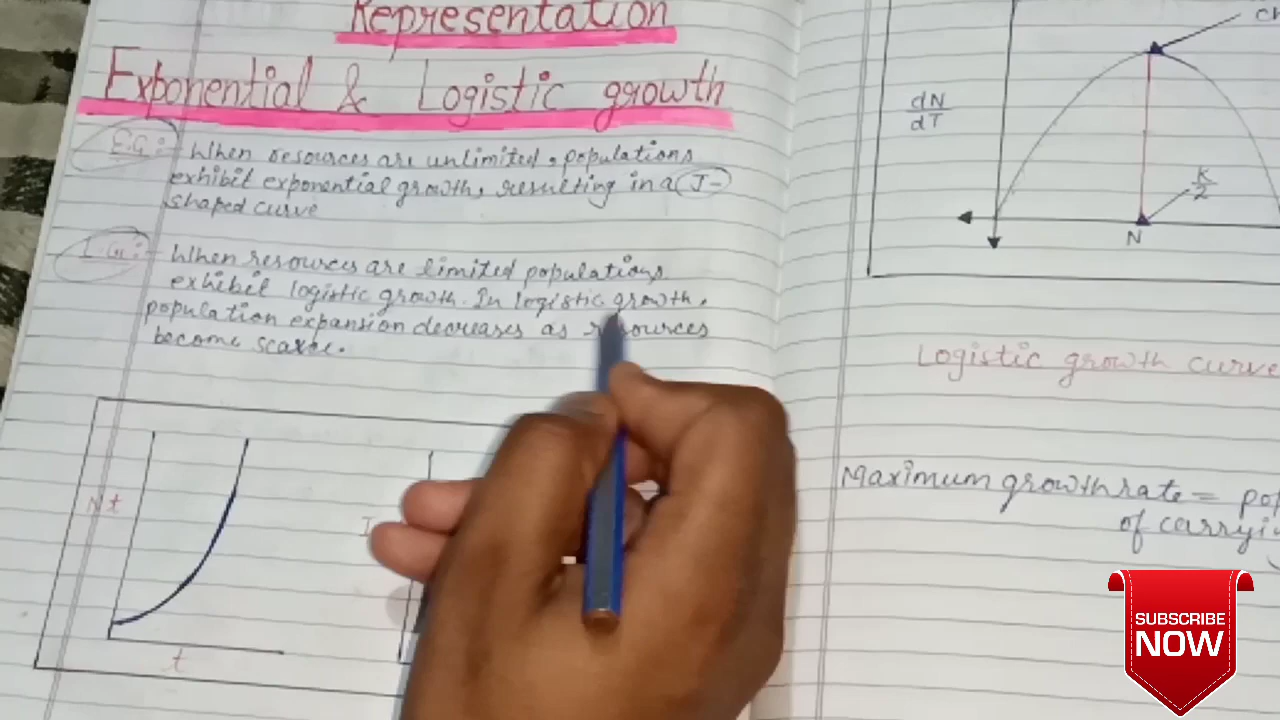 Representation
Exponential & Logistic growth
E.G:- When resources are unlimited, populations
exhibit exponential growth, resulting in a J-
shaped curve
L.G:- When resources are limited populations
exhibit logistic growth. In logistic growth,
population expansion decreases as resources
become scarce.
Nt
t
dN
dT
K
2
N
Logistic growth curve
Maximum growth rate =
of
SUBSCRIBE
NOW